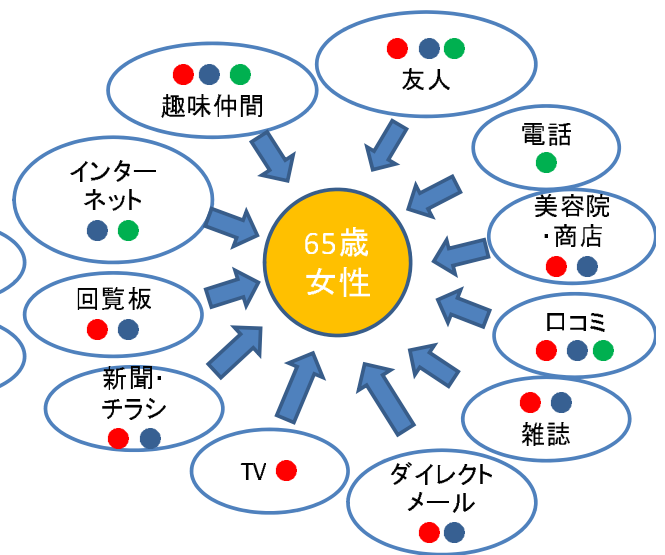 友人
趣味仲間
電話
インター
ネット
美容院
・商店
65歳
女性
回覧板
口コミ
新聞・
チラシ
雑誌
TV
ダイレクト
メール